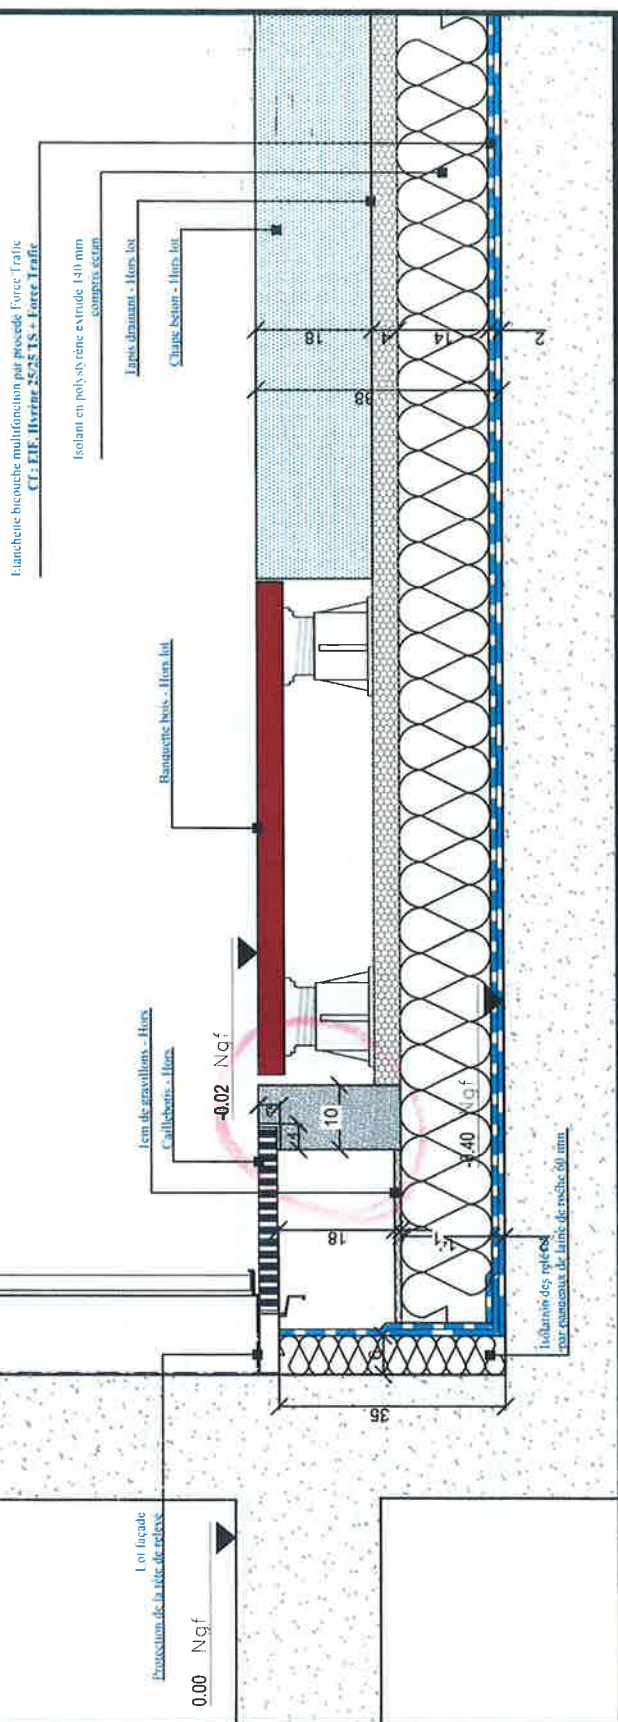 Etanchéité bicouche multifonction par procédé Force Trafic
CT : EIF, Hyrène 25/25 TS + Force Trafic
Isolant en polystyrène extrudé 140 mm
compris écran
Tapis drainant - Hors lot
Chape béton - Hors lot
Banquette bois - Hors lot
1cm de gravillons - Hors
Caillebotis - Hors
Lot façade
Protection de la tête de relevé
Isolation des relevés
par panneaux de laine de roche 60 mm
0.00 Ngf
-0.02 Ngf
-0.40 Ngf
18
4
14
2
38
10
4
18
35